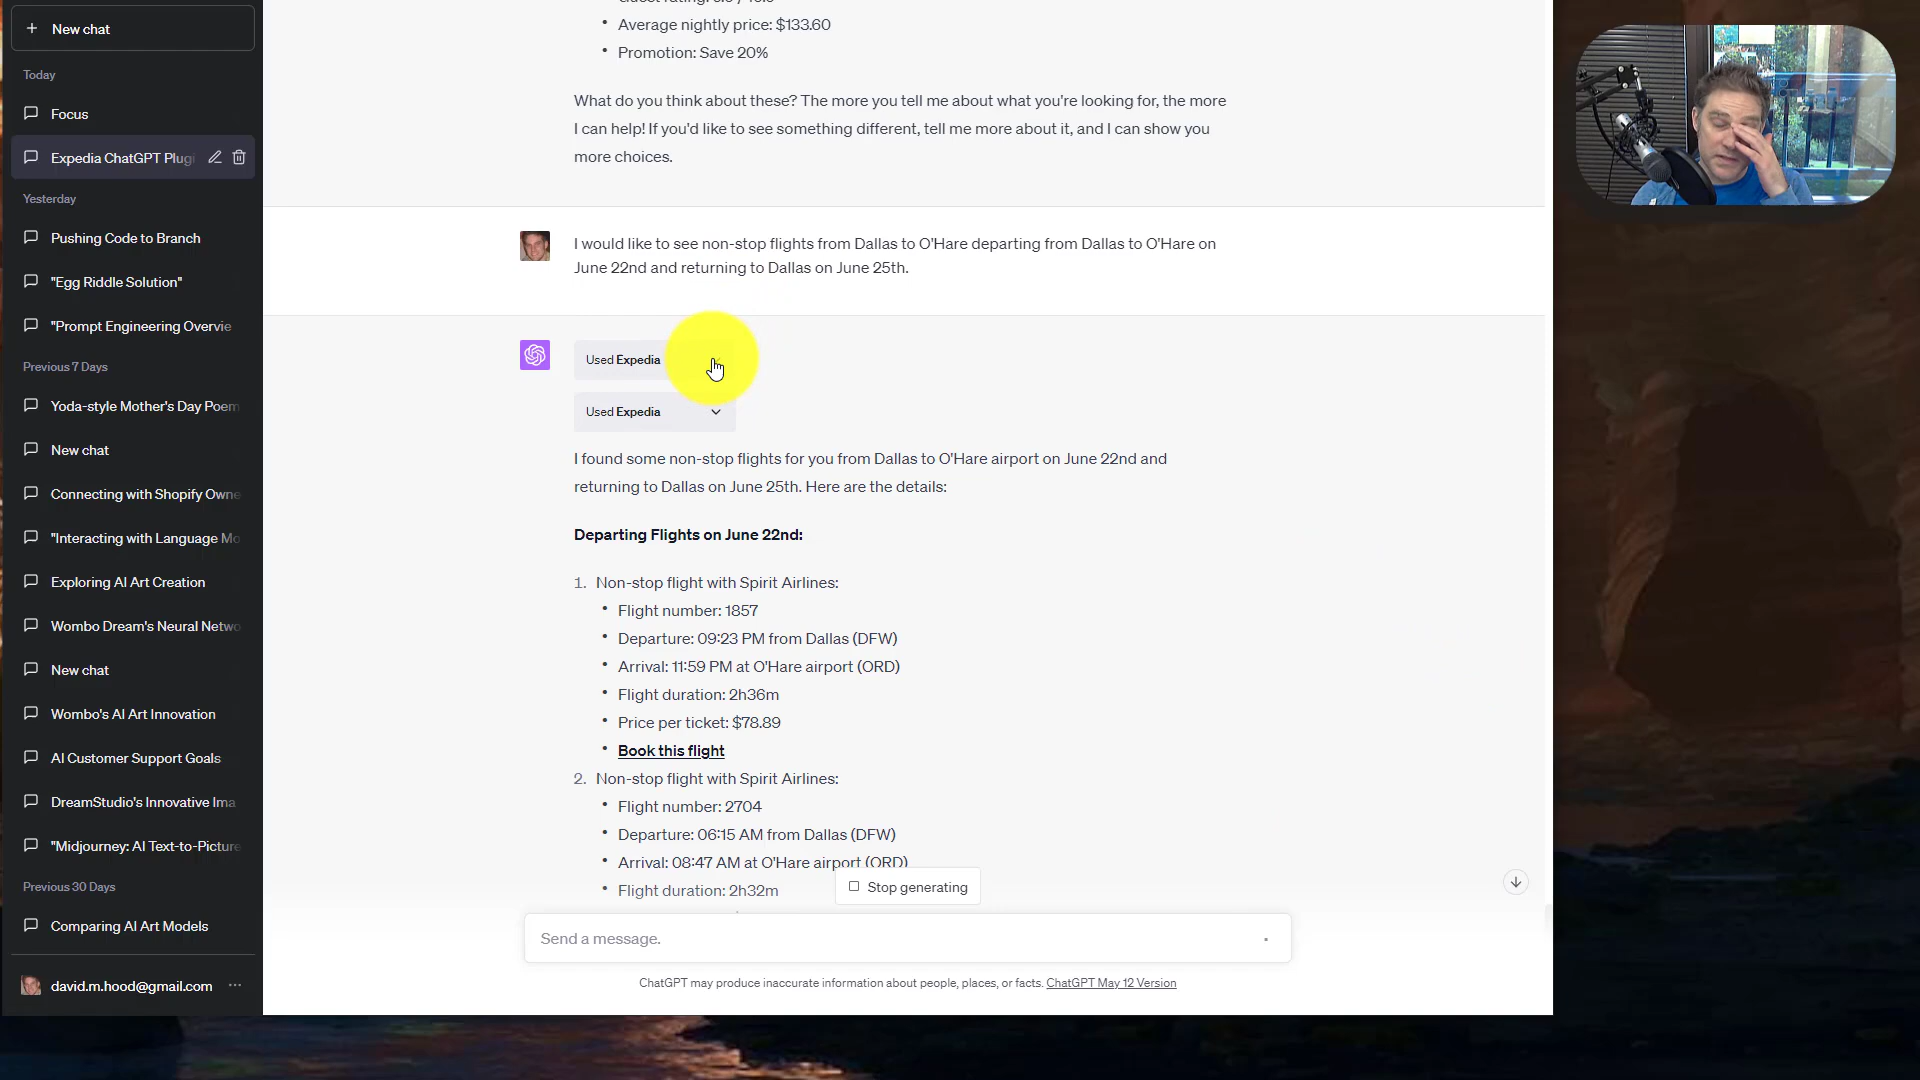 New chat
Today
Focus
Expedia ChatGPT Plugi
Yesterday
Pushing Code to Branch
"Egg Riddle Solution"
"Prompt Engineering Overvie
Previous 7 Days
Yoda-style Mother's Day Poem
New chat
Connecting with Shopify Owne
"Interacting with Language Mo
Exploring AI Art Creation
Wombo Dream's Neural Netwo
New chat
Wombo's AI Art Innovation
AI Customer Support Goals
DreamStudio's Innovative Ima
"Midjourney: AI Text-to-Picture
Previous 30 Days
Comparing AI Art Models
david.m.hood@gmail.com
• Average nightly price: $133.60
• Promotion: Save 20%
What do you think about these? The more you tell me about what you're looking for, the more
I can help! If you'd like to see something different, tell me more about it, and I can show you
more choices.
I would like to see non-stop flights from Dallas to O'Hare departing from Dallas to O'Hare on
June 22nd and returning to Dallas on June 25th.
Used Expedia
Used Expedia
I found some non-stop flights for you from Dallas to O'Hare airport on June 22nd and
returning to Dallas on June 25th. Here are the details:
Departing Flights on June 22nd:
1. Non-stop flight with Spirit Airlines:
• Flight number: 1857
• Departure: 09:23 PM from Dallas (DFW)
• Arrival: 11:59 PM at O'Hare airport (ORD)
• Flight duration: 2h36m
• Price per ticket: $78.89
• Book this flight
2. Non-stop flight with Spirit Airlines:
• Flight number: 2704
• Departure: 06:15 AM from Dallas (DFW)
• Arrival: 08:47 AM at O'Hare airport (ORD)
• Flight duration: 2h32m
Stop generating
Send a message.
ChatGPT may produce inaccurate information about people, places, or facts. ChatGPT May 12 Version